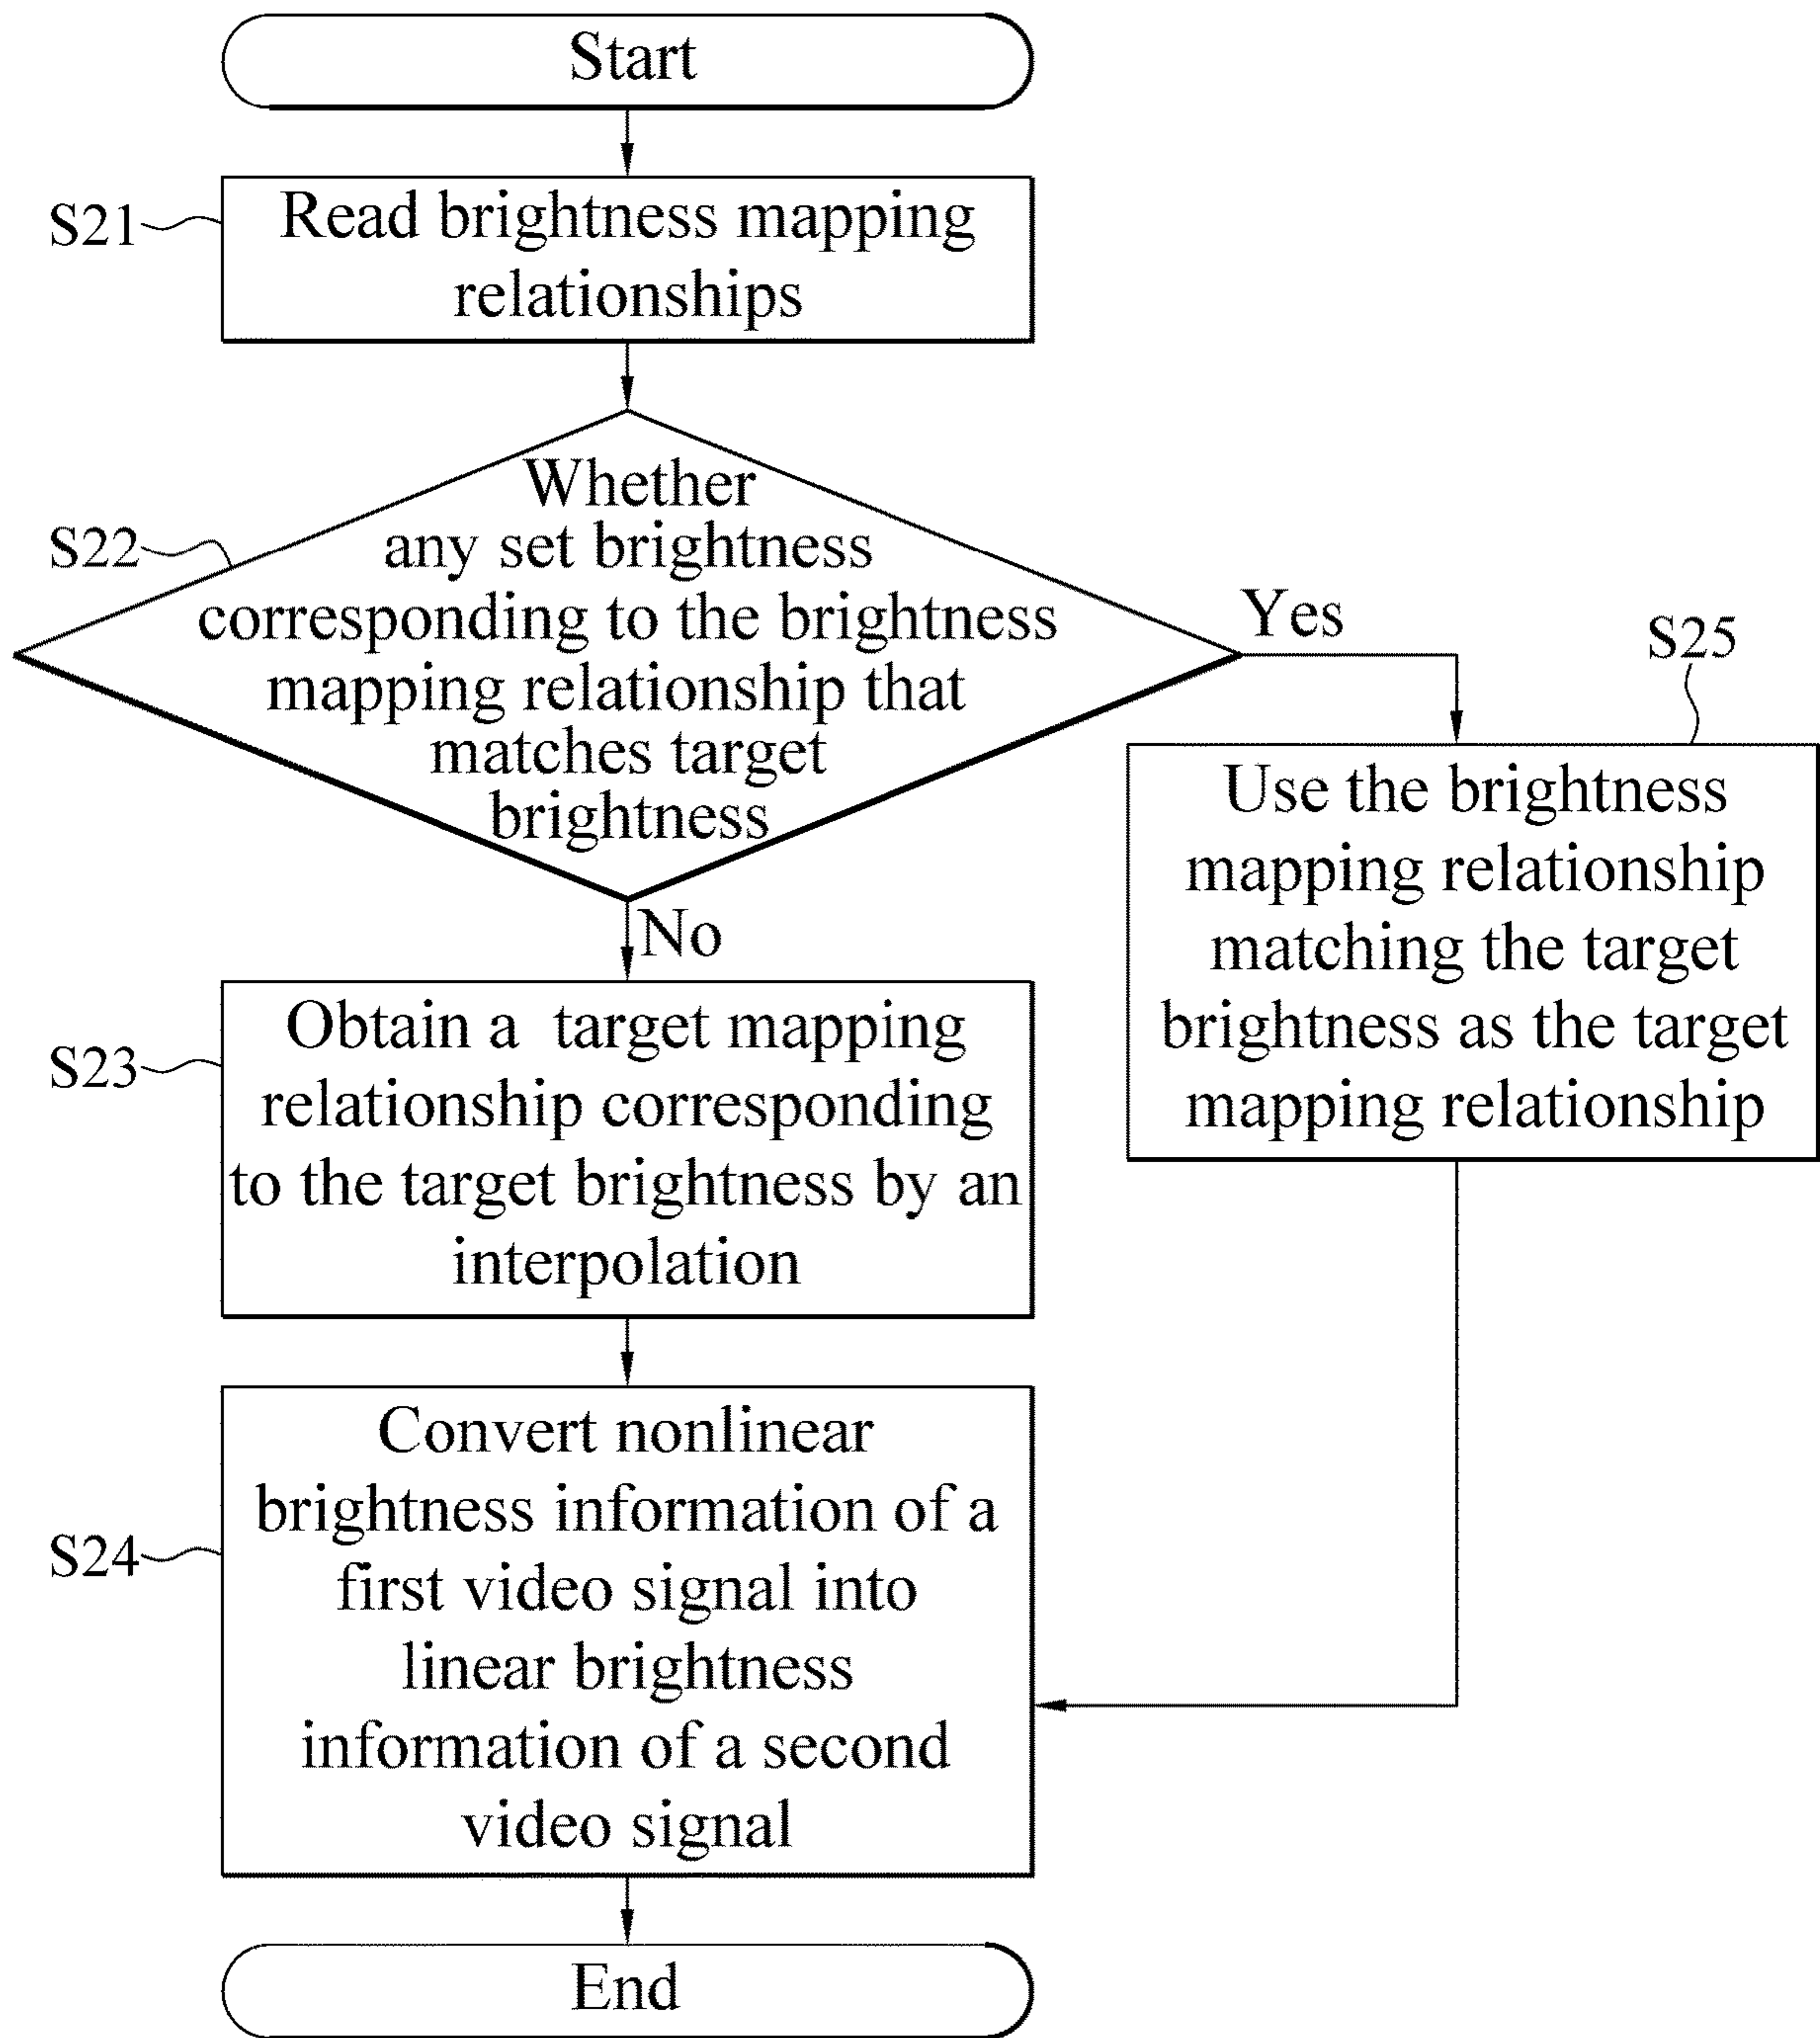 Start
S21
Read brightness mapping
relationships
S22
Whether
any set brightness
corresponding to the brightness
mapping relationship that
matches target
brightness
Yes
No
S25
Use the brightness
mapping relationship
matching the target
brightness as the target
mapping relationship
S23
Obtain a target mapping
relationship corresponding
to the target brightness by an
interpolation
S24
Convert nonlinear
brightness information of a
first video signal into
linear brightness
information of a second
video signal
End